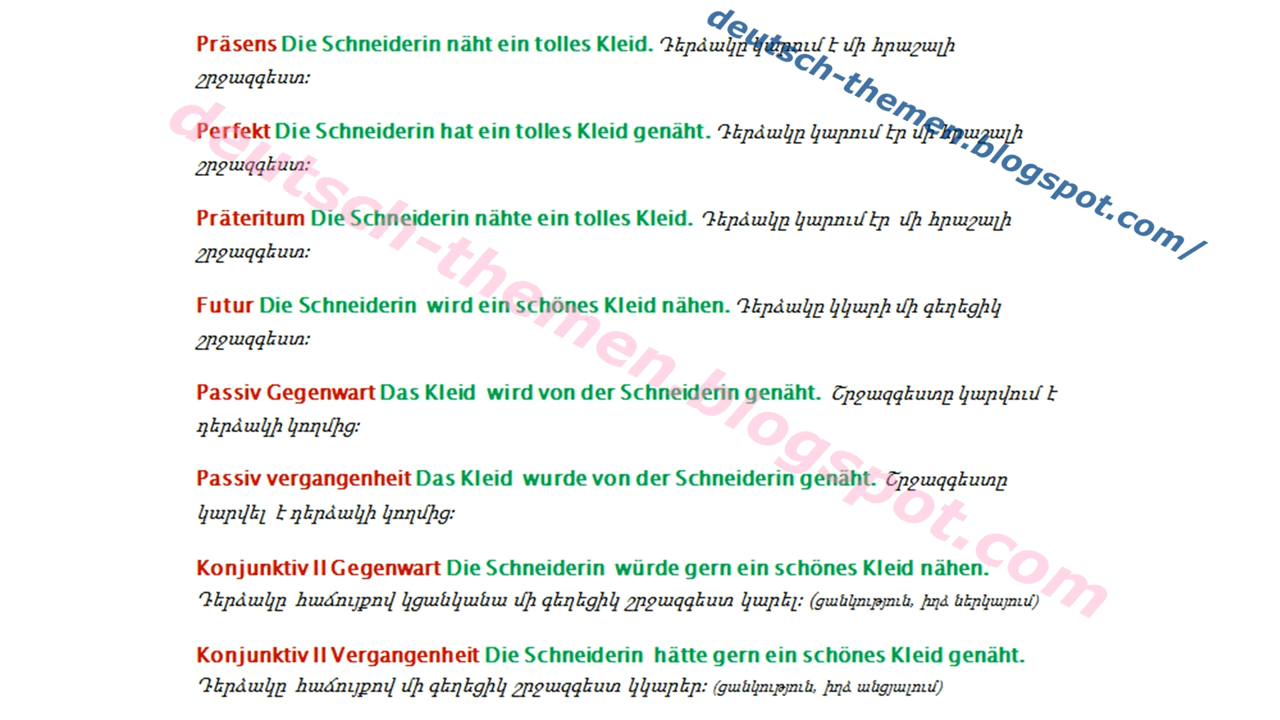 Präsens Die Schneiderin näht ein tolles Kleid. Դերձակը կարում է մի հրաշալի
շրջազգեստ:
Perfekt Die Schneiderin hat ein tolles Kleid genäht. Դերձակը կարում էր մի հրաշալի
շրջազգեստ:
Präteritum Die Schneiderin nähte ein tolles Kleid. Դերձակը կարում էր մի հրաշալի
շրջազգեստ:
Futur Die Schneiderin wird ein schönes Kleid nähen. Դերձակը կկարի մի գեղեցիկ
շրջազգեստ:
Passiv Gegenwart Das Kleid wird von der Schneiderin genäht. Շրջազգեստը կարվում է
դերձակի կողմից:
Passiv vergangenheit Das Kleid wurde von der Schneiderin genäht. Շրջազգեստը
կարվել է դերձակի կողմից:
Konjunktiv II Gegenwart Die Schneiderin würde gern ein schönes Kleid nähen.
Դերձակը հաճույքով կցանկանա մի գեղեցիկ շրջազգեստ կարել: (ցանկություն, իղձ ներկայում)
Konjunktiv II Vergangenheit Die Schneiderin hätte gern ein schönes Kleid genäht.
Դերձակը հաճույքով մի գեղեցիկ շրջազգեստ կկարեր: (ցանկություն, իղձ անցյալում)
deutsch-themen.blogspot.com/
deutsch-themen.blogspot.com